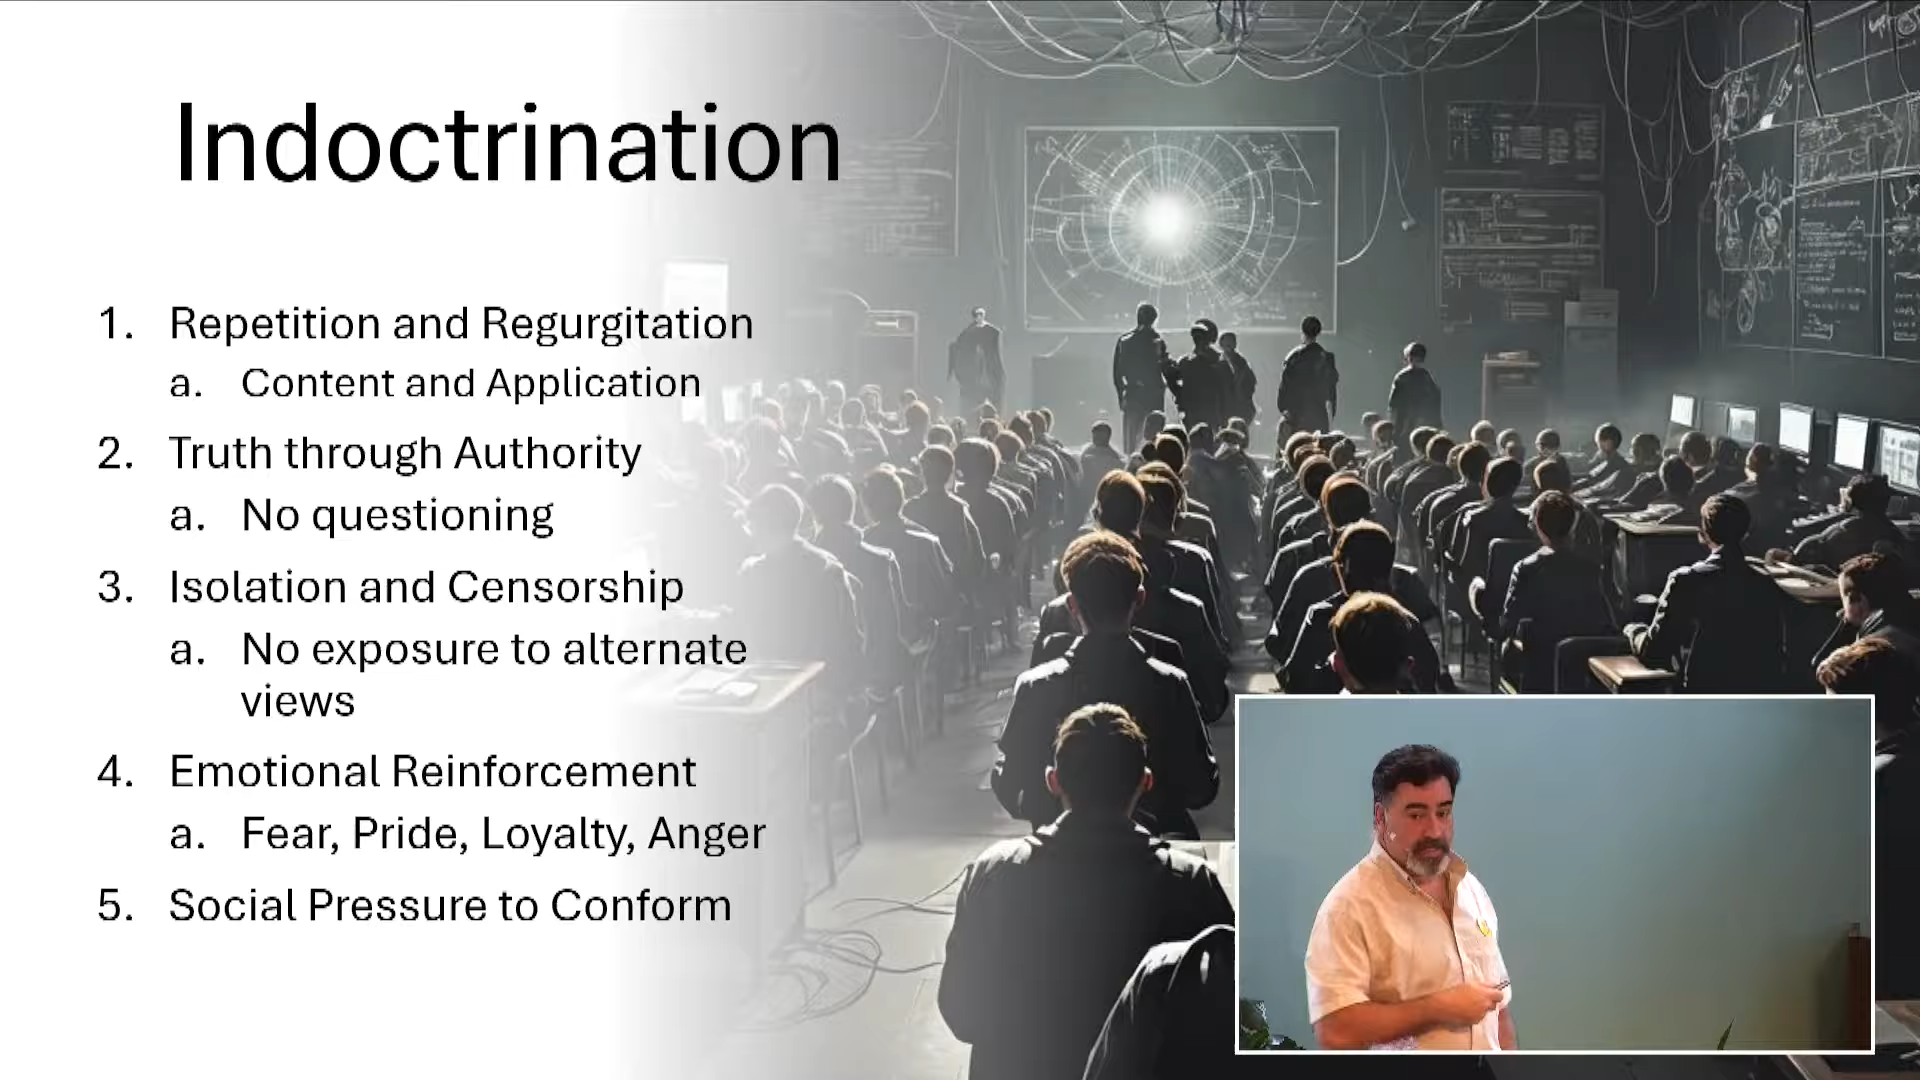 Indoctrination
1. Repetition and Regurgitation
a. Content and Application
2. Truth through Authority
a. No questioning
3. Isolation and Censorship
a. No exposure to alternate
views
4. Emotional Reinforcement
a. Fear, Pride, Loyalty, Anger
5. Social Pressure to Conform